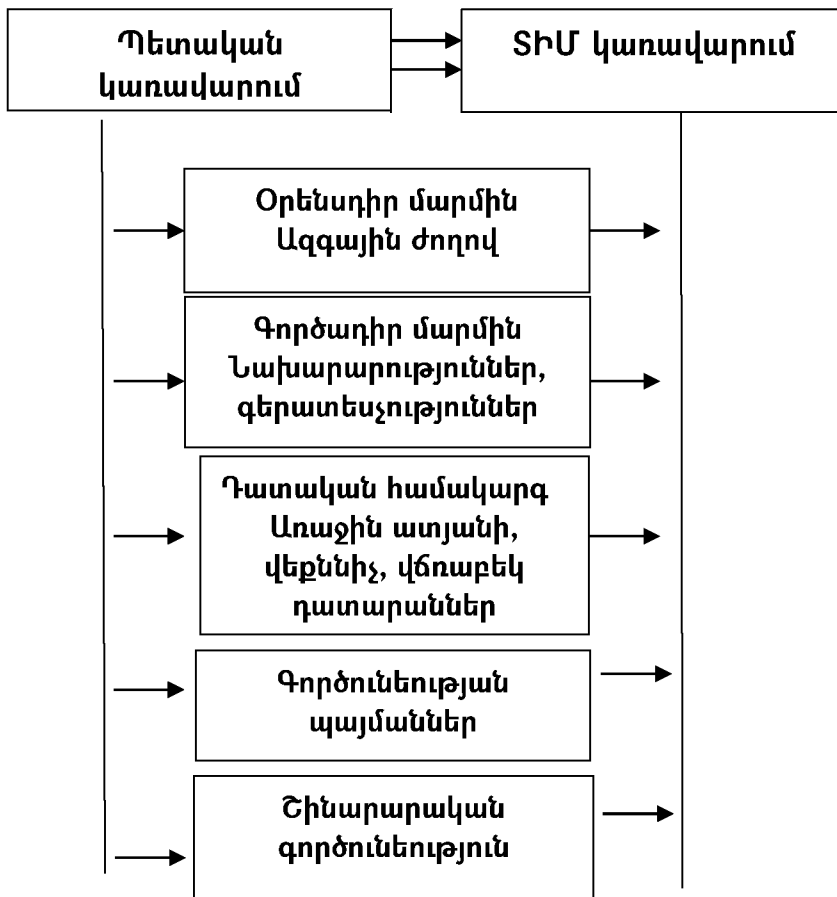 Պետական
կառավարում
ՏԻՄ կառավարում
Օրենսդիր մարմին
Ազգային ժողով
Գործադիր մարմին
Նախարարություններ,
գերատեսչություններ
Դատական համակարգ
Առաջին ատյանի,
վեքննիչ, վճռաբեկ
դատարաններ
Գործունեության
պայմաններ
Շինարարական
գործունեություն